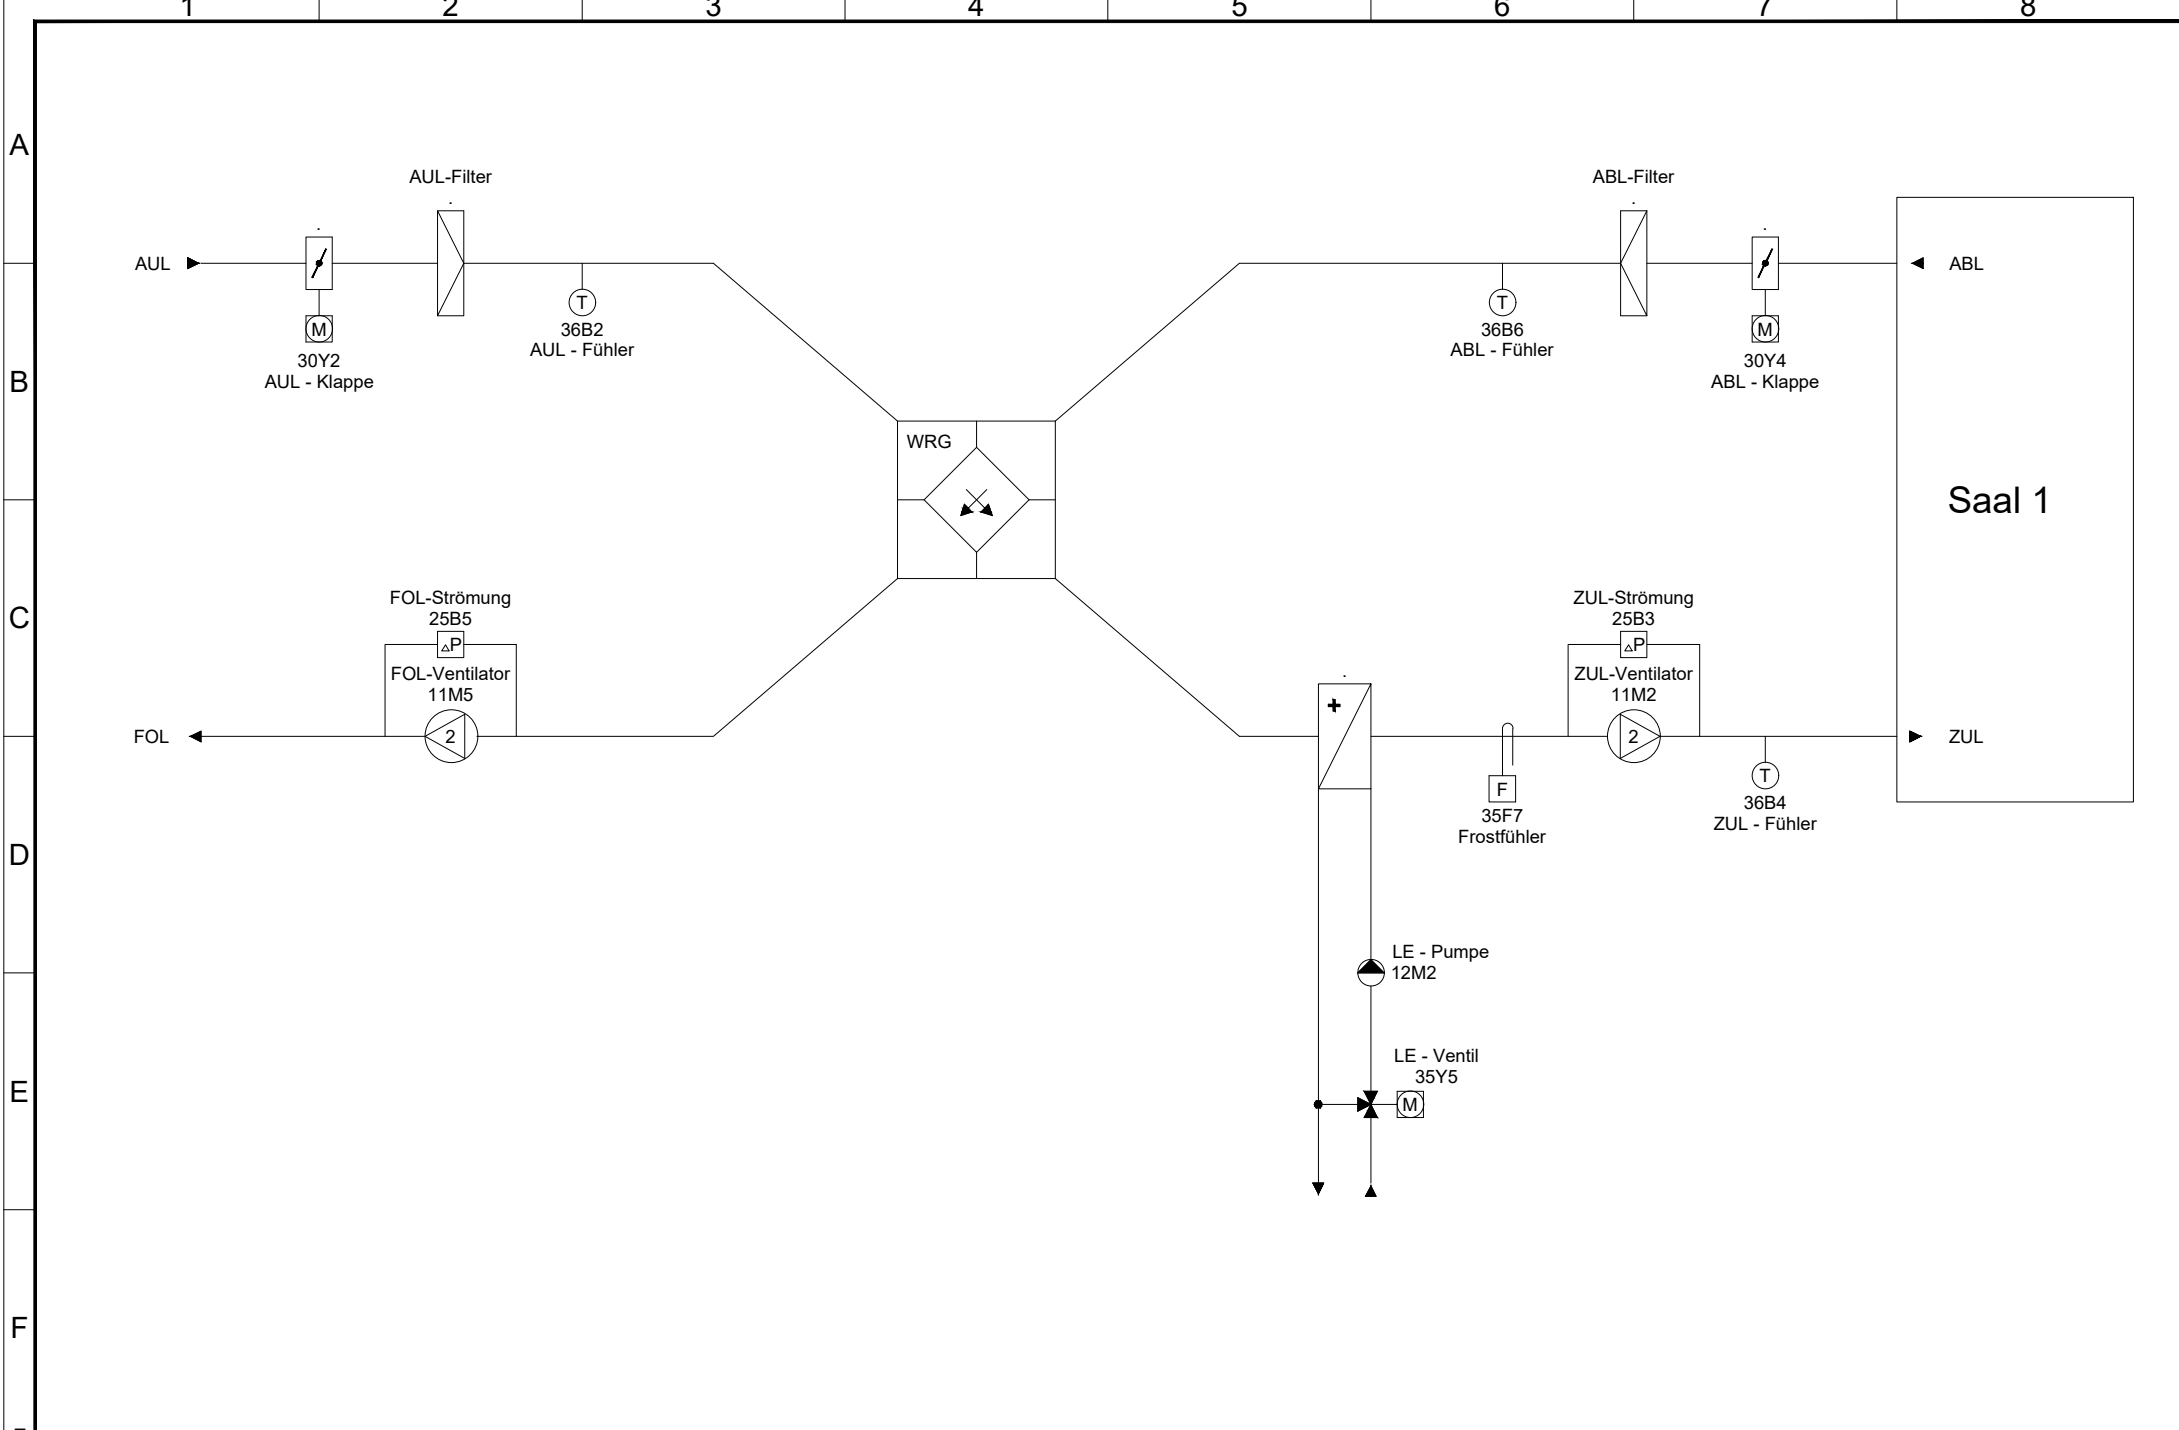 1 2 3 4 5 6 7 8
A
AUL-Filter
ABL-Filter
AUL
ABL
T
36B2
AUL - Fühler
T
36B6
ABL - Fühler
M
30Y2
AUL - Klappe
M
30Y4
ABL - Klappe
B
WRG
Saal 1
C
FOL-Strömung
25B5
△P
FOL-Ventilator
11M5
2
FOL
ZUL-Strömung
25B3
△P
ZUL-Ventilator
11M2
2
ZUL
+
F
35F7
Frostfühler
T
36B4
ZUL - Fühler
D
LE - Pumpe
12M2
LE - Ventil
35Y5
M
E
F